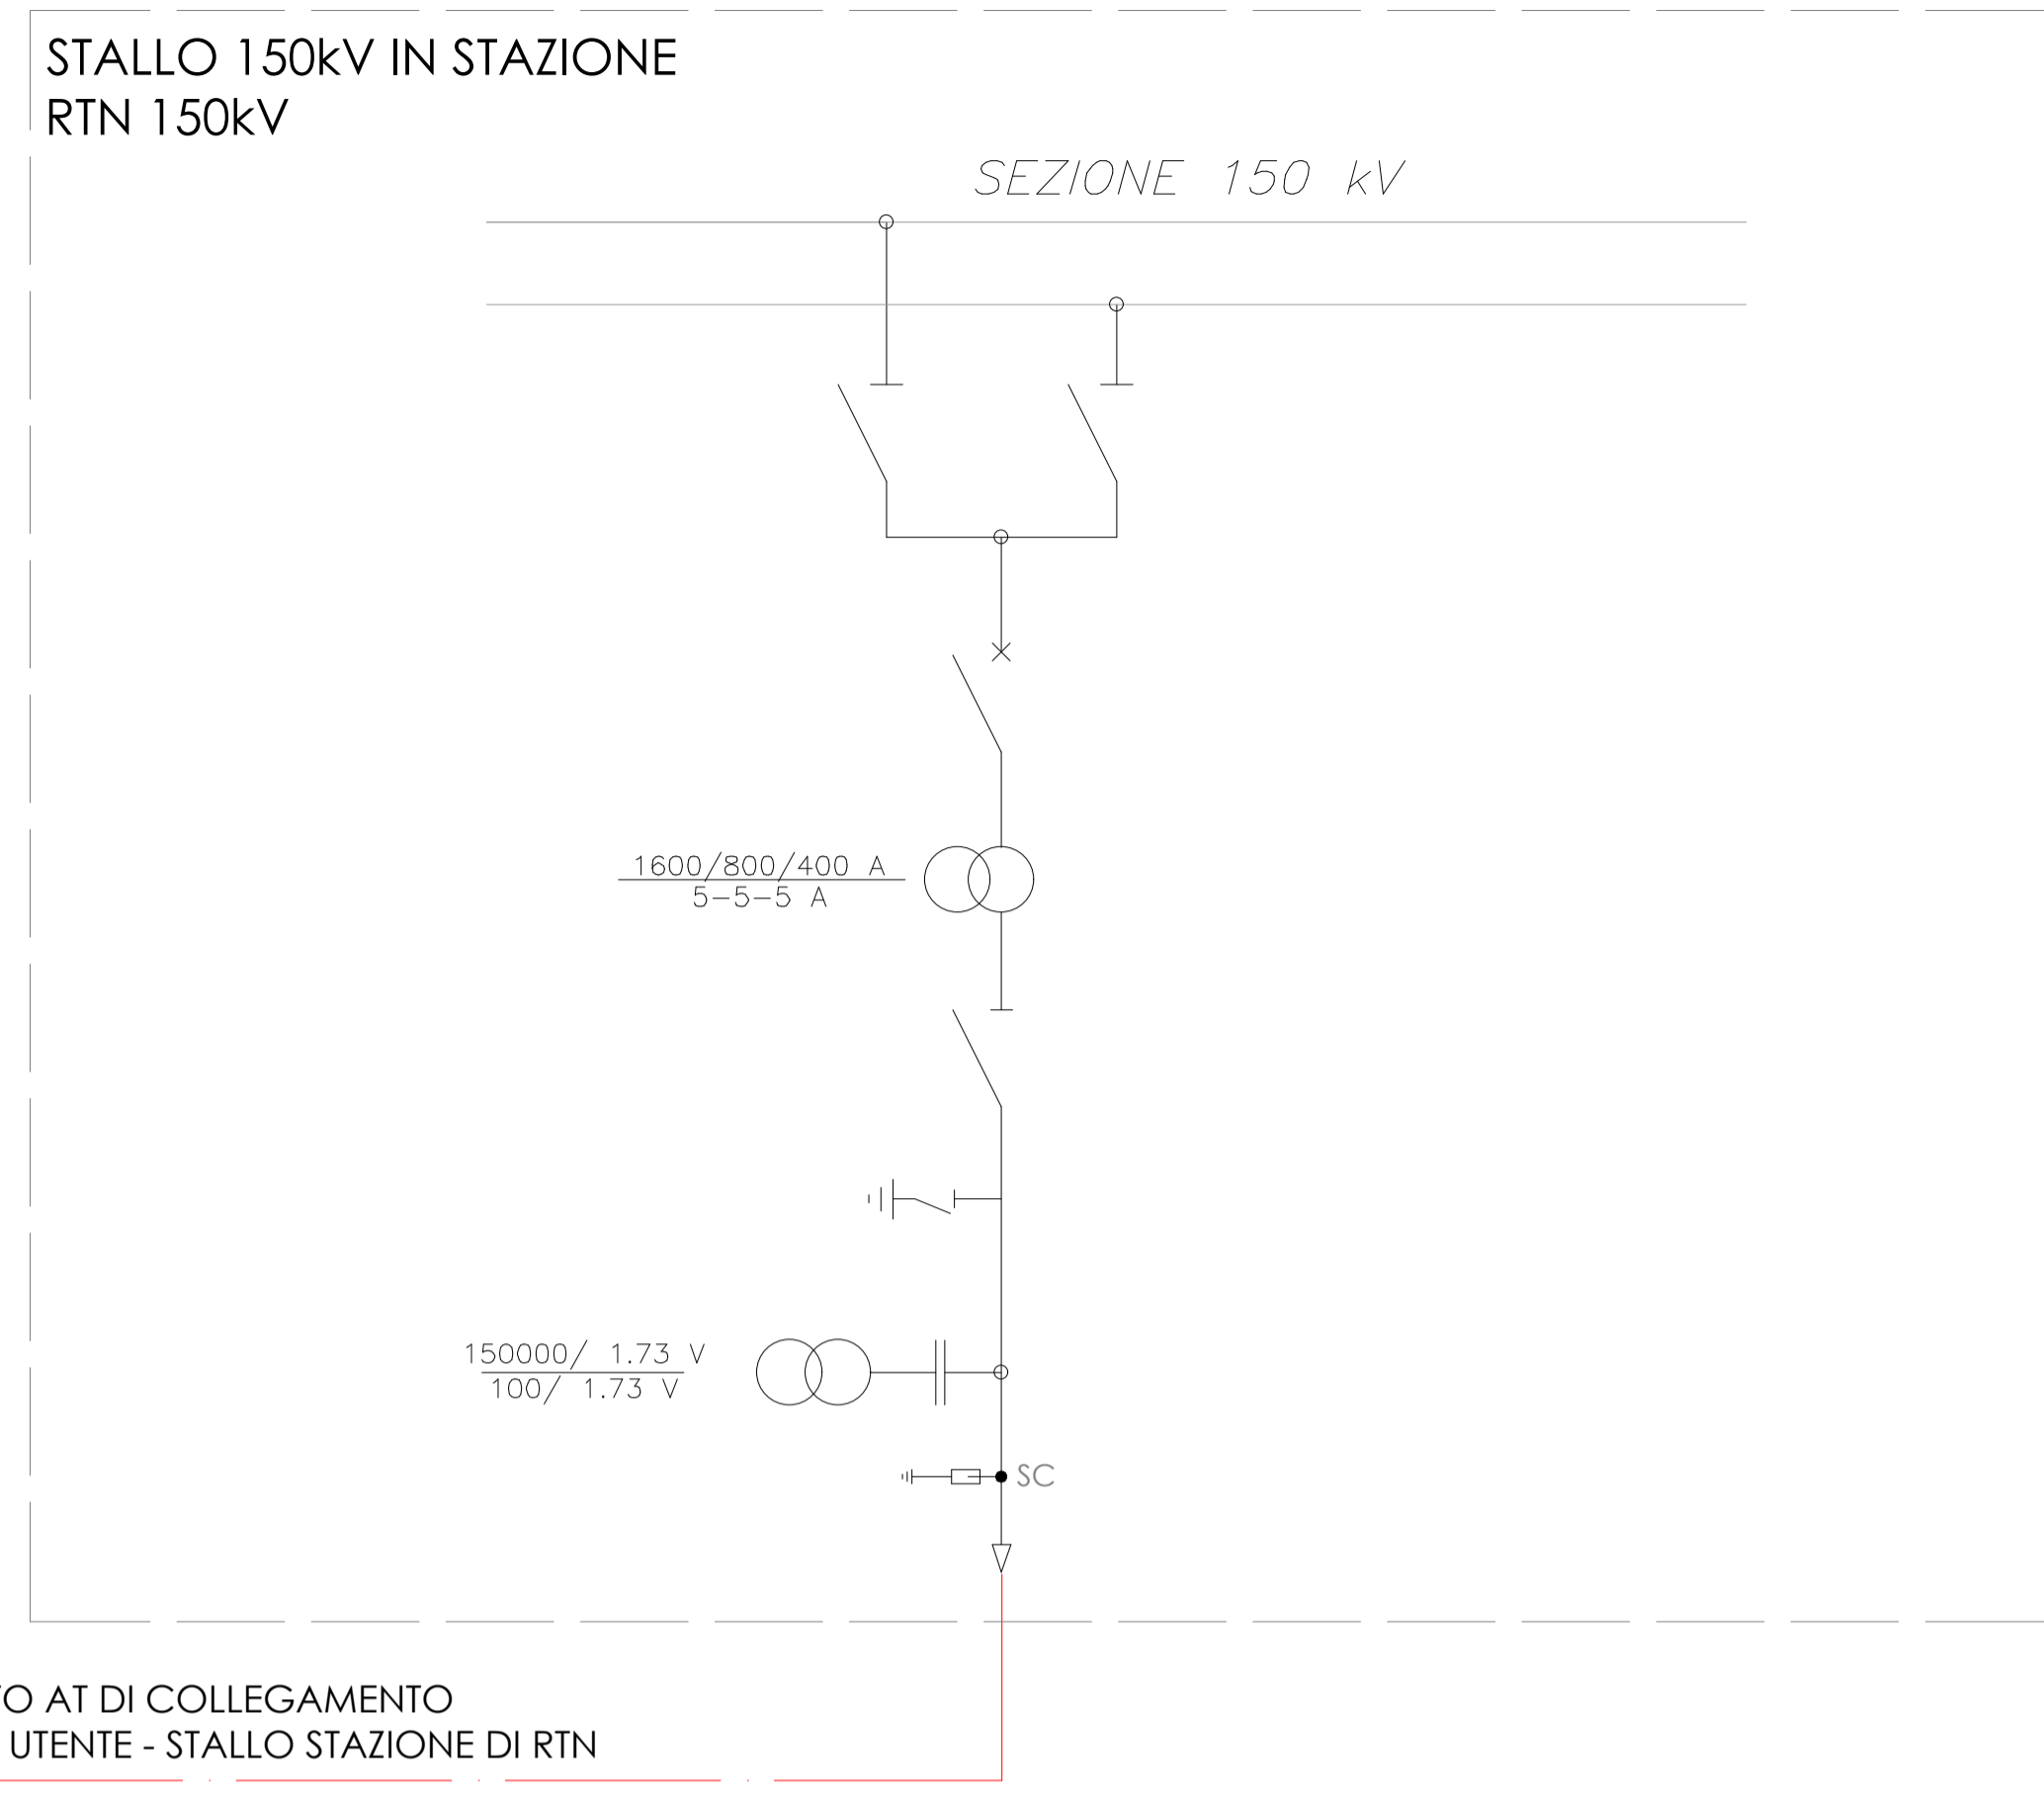 STALLO 150kV IN STAZIONE
RTN 150kV
SEZIONE 150 kV
1600/800/400 A
5-5-5 A
150000/ 1.73 V
100/ 1.73 V
SC
O AT DI COLLEGAMENTO
UTENTE - STALLO STAZIONE DI RTN